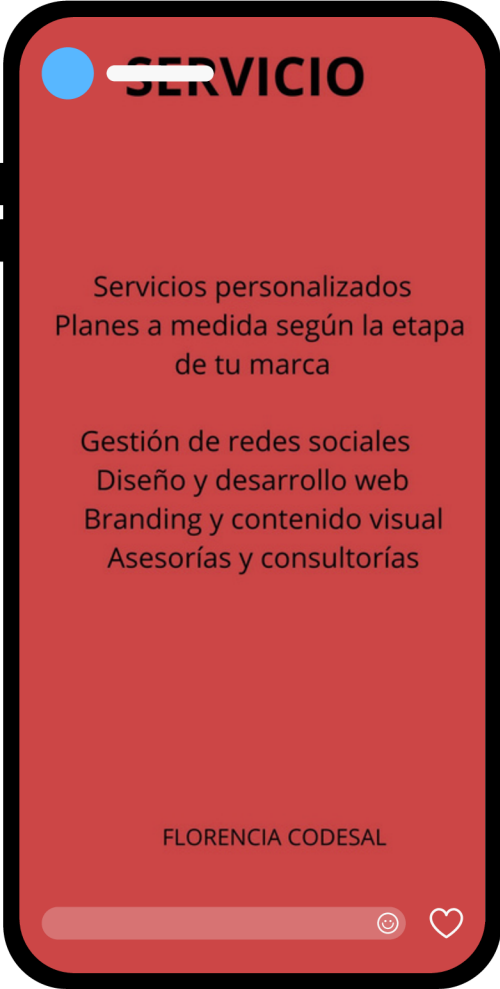 SERVICIO
Servicios personalizados
Planes a medida según la etapa
de tu marca
Gestión de redes sociales
Diseño y desarrollo web
Branding y contenido visual
Asesorías y consultorías
FLORENCIA CODESAL